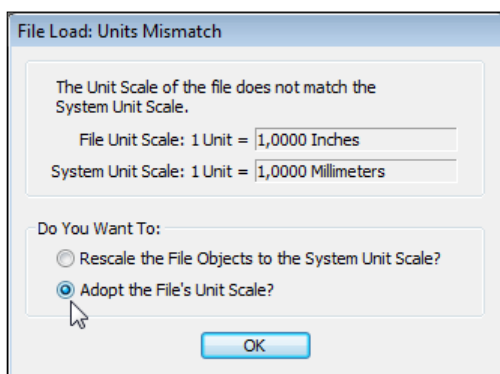 File Load: Units Mismatch
The Unit Scale of the file does not match the
System Unit Scale.
File Unit Scale: 1 Unit = 1,0000 Inches
System Unit Scale: 1 Unit = 1,0000 Millimeters
Do You Want To:
Rescale the File Objects to the System Unit Scale?
Adopt the File's Unit Scale?
OK